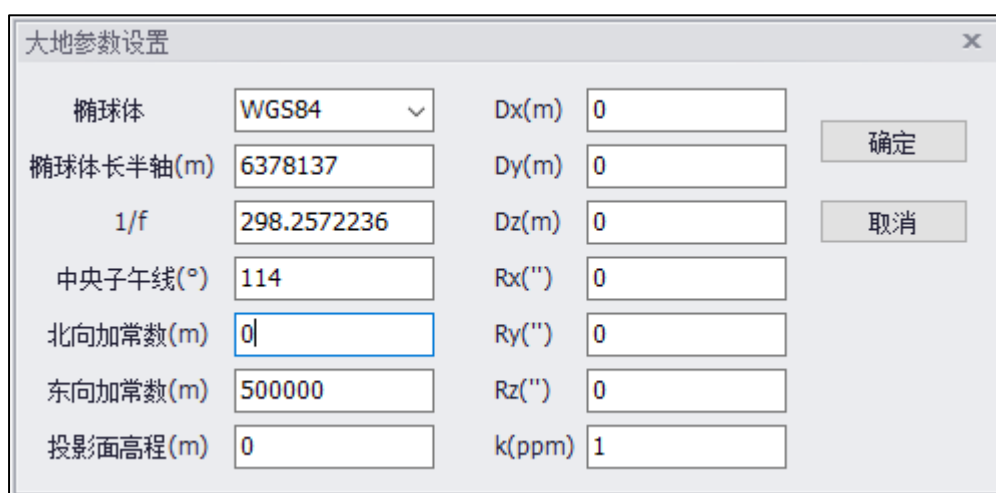 大地参数设置
椭球体 WGS84 Dx(m) 0
确定
椭球体长半轴(m) 6378137 Dy(m) 0
1/f 298.2572236 Dz(m) 0
取消
中央子午线(°) 114 Rx(") 0
北向加常数(m) 0 Ry(") 0
东向加常数(m) 500000 Rz(") 0
投影面高程(m) 0 k(ppm) 1